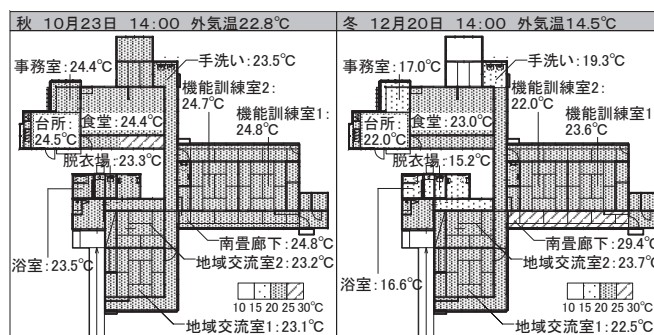 秋 10月23日 14:00 外気温22.8℃
手洗い:23.5℃
事務室:24.4℃
機能訓練室2:
24.7℃
機能訓練室1:
24.8℃
台所:
24.5℃
食堂:24.4℃
脱衣場:23.3℃
南畳廊下:24.8℃
地域交流室2:23.2℃
浴室:23.5℃
10 15 20 25 30℃
地域交流室1:23.1℃
冬 12月20日 14:00 外気温14.5℃
手洗い:19.3℃
事務室:17.0℃
機能訓練室2:
22.0℃
機能訓練室1:
23.6℃
台所:
22.0℃
食堂:23.0℃
脱衣場:15.2℃
南畳廊下:29.4℃
地域交流室2:23.7℃
浴室:16.6℃
10 15 20 25 30℃
地域交流室1:22.5℃